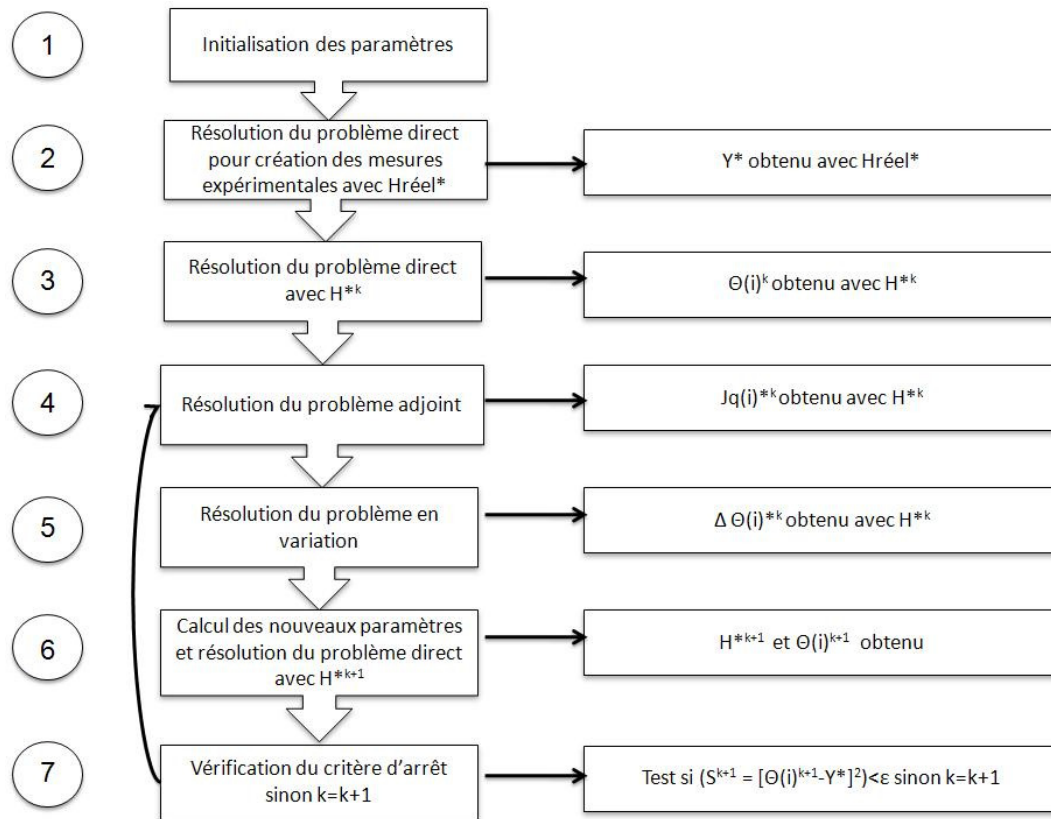 1
Initialisation des paramètres
2
Résolution du problème direct
pour création des mesures
expérimentales avec Hréel*
Y* obtenu avec Hréel*
3
Résolution du problème direct
avec H*ᵏ
Θ(i)ᵏ obtenu avec H*ᵏ
4
Résolution du problème adjoint
Jq(i)*ᵏ obtenu avec H*ᵏ
5
Résolution du problème en
variation
Δ Θ(i)*ᵏ obtenu avec H*ᵏ
6
Calcul des nouveaux paramètres
et résolution du problème direct
avec H*ᵏ⁺¹
H*ᵏ⁺¹ et Θ(i)ᵏ⁺¹ obtenu
7
Vérification du critère d'arrêt
sinon k=k+1
Test si (Sᵏ⁺¹ = [Θ(i)ᵏ⁺¹-Y*]²)<ε sinon k=k+1